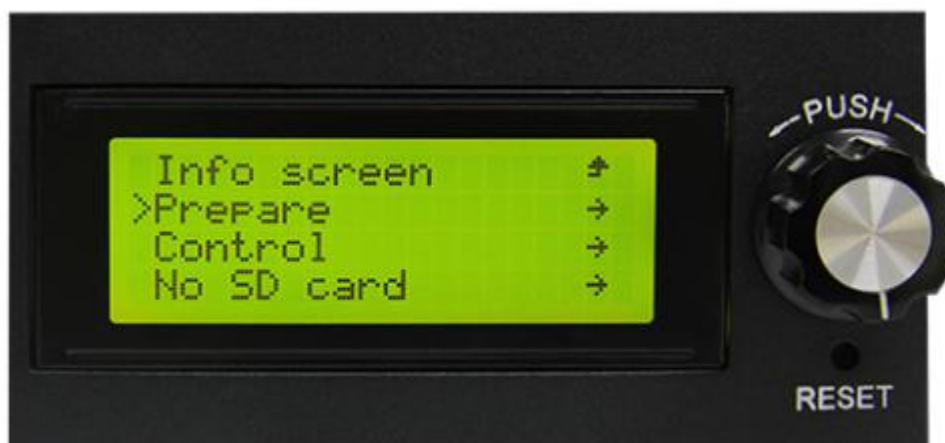 Info screen
>Prepare →
Control →
No SD card →
PUSH
RESET